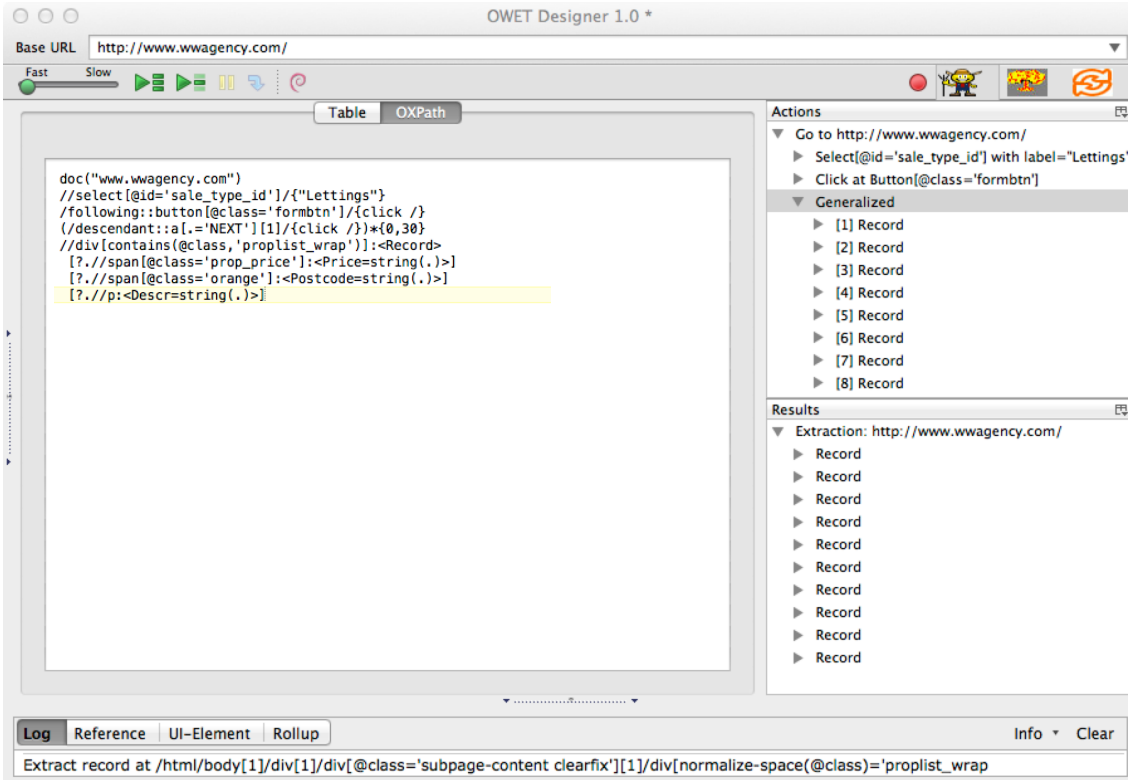 OWET Designer 1.0 *
Base URL http://www.wwagency.com/
Fast Slow
Table OXPath
doc("www.wwagency.com")
//select[@id='sale_type_id']/{"Lettings"}
/following::button[@class='formbtn']/{click /}
(/descendant::a[.='NEXT'][1]/{click /})*{0,30}
//div[contains(@class,'proplist_wrap')]:<Record>
[?.//span[@class='prop_price']:<Price=string(.)>]
[?.//span[@class='orange']:<Postcode=string(.)>]
[?.//p:<Descr=string(.)>]
Actions
Go to http://www.wwagency.com/
Select[@id='sale_type_id'] with label="Lettings"
Click at Button[@class='formbtn']
Generalized
[1] Record
[2] Record
[3] Record
[4] Record
[5] Record
[6] Record
[7] Record
[8] Record
Results
Extraction: http://www.wwagency.com/
Record
Record
Record
Record
Record
Record
Record
Record
Record
Record
Log Reference UI-Element Rollup Info Clear
Extract record at /html/body[1]/div[1]/div[@class='subpage-content clearfix'][1]/div[normalize-space(@class)='proplist_wrap